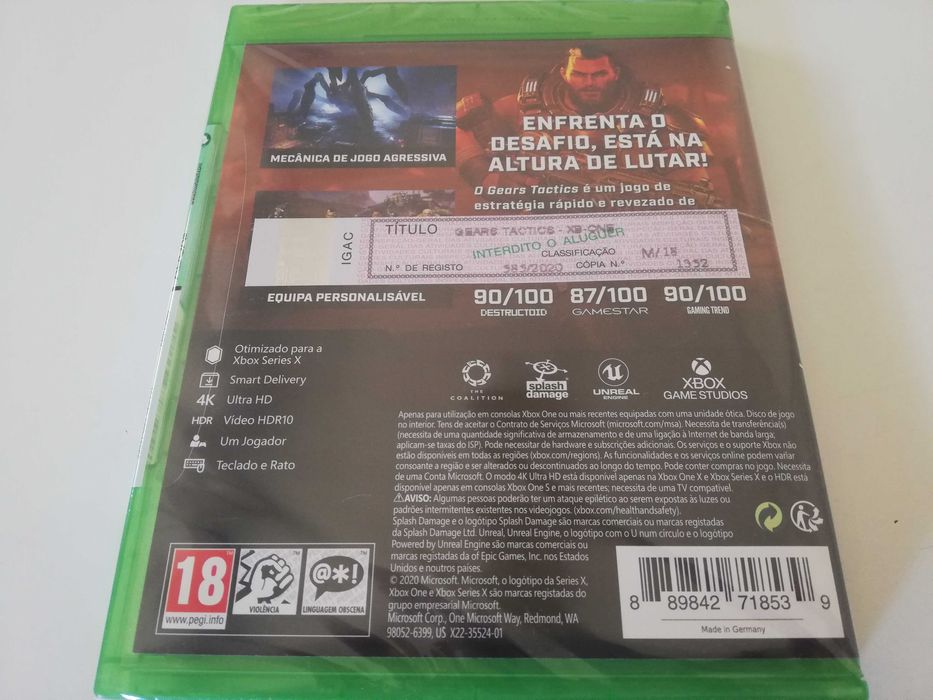 MECÂNICA DE JOGO AGRESSIVA
ENFRENTA O
DESAFIO, ESTÁ NA
ALTURA DE LUTAR!
O Gears Tactics é um jogo de
estratégia rápido e revezado de
IGAC
TÍTULO GEARS TACTICS - XB-ONE
INTERDITO O ALUGUER
CLASSIFICAÇÃO M/18
N.º DE REGISTO 585/2020 CÓPIA N.º 1352
EQUIPA PERSONALISÁVEL
90/100 87/100 90/100
DESTRUCTOID GAMESTAR GAMING TREND
Otimizado para a
Xbox Series X
Smart Delivery
4K Ultra HD
HDR Vídeo HDR10
Um Jogador
Teclado e Rato
THE
COALITION
splash
damage
UNREAL
ENGINE
XBOX
GAME STUDIOS
Apenas para utilização em consolas Xbox One ou mais recentes equipadas com uma unidade ótica. Disco de jogo
no interior. Tens de aceitar o Contrato de Serviços Microsoft (microsoft.com/msa). Necessita de transferência(s)
(necessita de uma quantidade significativa de armazenamento e de uma ligação à Internet de banda larga;
aplicam-se taxas do ISP). Pode necessitar de hardware e subscrições adicionais. Os serviços e o suporte Xbox não
estão disponíveis em todas as regiões (xbox.com/regions). As funcionalidades e os serviços online podem variar
consoante a região e ser alterados ou descontinuados ao longo do tempo. Pode conter compras no jogo. Necessita
de uma Conta Microsoft. O modo 4K Ultra HD está disponível apenas na Xbox One X e Xbox Series X e o HDR está
disponível apenas em consolas Xbox One S e mais recentes; necessita de uma TV compatível.
⚠AVISO: Algumas pessoas poderão ter um ataque epilético ao serem expostas às luzes ou
padrões intermitentes existentes nos videojogos. (xbox.com/healthandsafety).
Splash Damage e o logótipo Splash Damage são marcas comerciais ou marcas registadas
da Splash Damage Ltd. Unreal, Unreal Engine, o logótipo com o U num círculo e o logótipo
Powered by Unreal Engine são marcas comerciais ou
marcas registadas da of Epic Games, Inc. nos Estados
Unidos e noutros países.
© 2020 Microsoft. Microsoft, o logótipo da Series X,
Xbox One e Xbox Series X são marcas registadas do
grupo empresarial Microsoft.
Microsoft Corp., One Microsoft Way, Redmond, WA
98052-6399, US X22-35524-01
18
www.pegi.info
VIOLÊNCIA
@*!
LINGUAGEM OBSCENA
8 89842 71853 9
Made in Germany